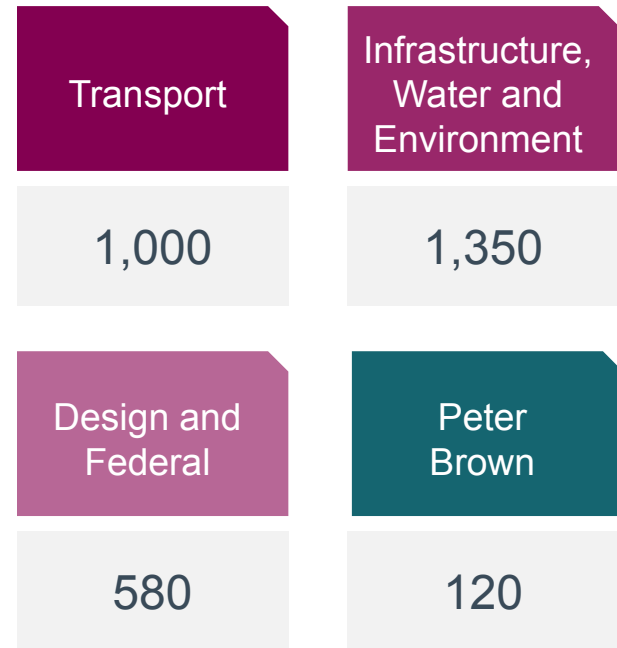 Transport
1,000
Infrastructure,
Water and
Environment
1,350
Design and
Federal
580
Peter
Brown
120